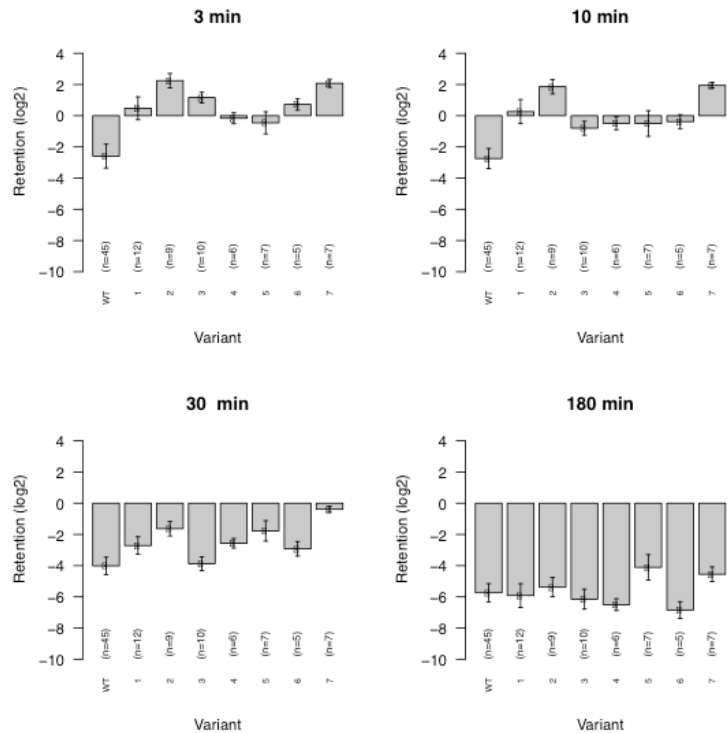 3 min
Retention (log2)
4
2
0
−2
−4
−6
−8
−10
(n=45)
(n=12)
(n=9)
(n=10)
(n=6)
(n=7)
(n=5)
(n=7)
WT
1
2
3
4
5
6
7
Variant
10 min
Retention (log2)
4
2
0
−2
−4
−6
−8
−10
(n=45)
(n=12)
(n=9)
(n=10)
(n=6)
(n=7)
(n=5)
(n=7)
WT
1
2
3
4
5
6
7
Variant
30 min
Retention (log2)
4
2
0
−2
−4
−6
−8
−10
(n=45)
(n=12)
(n=9)
(n=10)
(n=6)
(n=7)
(n=5)
(n=7)
WT
1
2
3
4
5
6
7
Variant
180 min
Retention (log2)
4
2
0
−2
−4
−6
−8
−10
(n=45)
(n=12)
(n=9)
(n=10)
(n=6)
(n=7)
(n=5)
(n=7)
WT
1
2
3
4
5
6
7
Variant